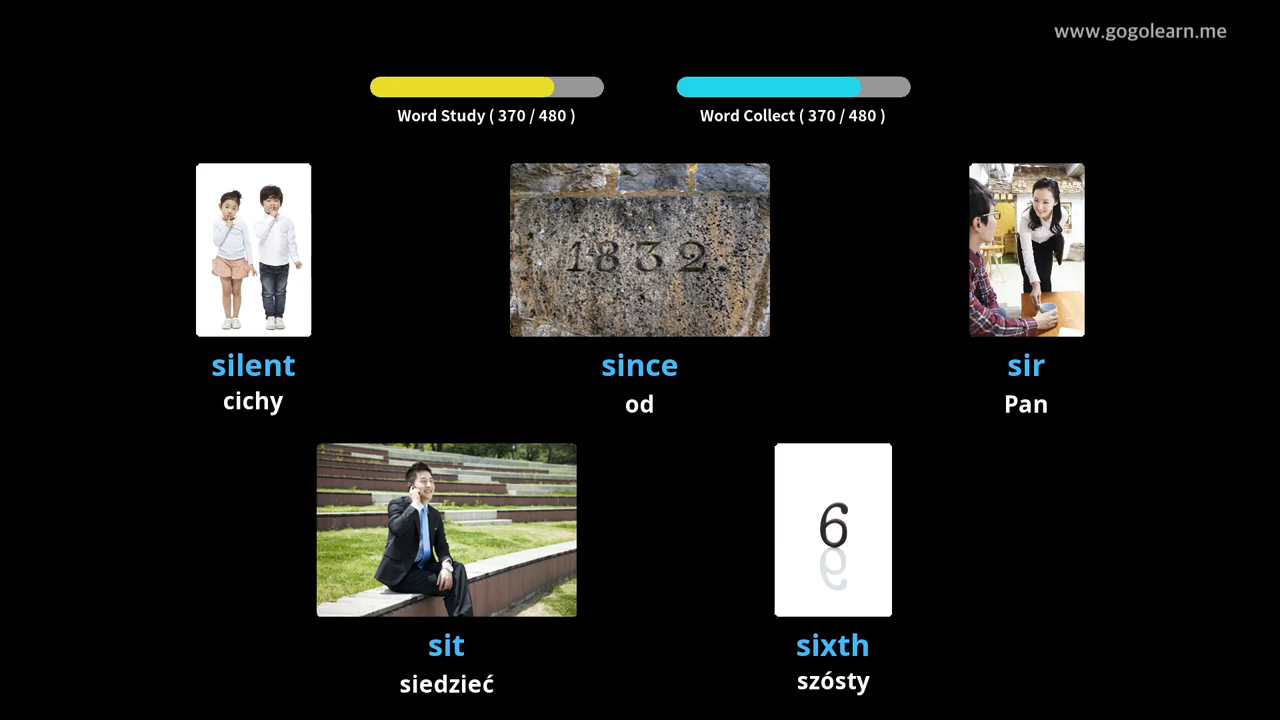 www.gogolearn.me
Word Study ( 370 / 480 )
Word Collect ( 370 / 480 )
1832.
silent
cichy
since
od
sir
Pan
sit
siedzieć
6
sixth
szósty